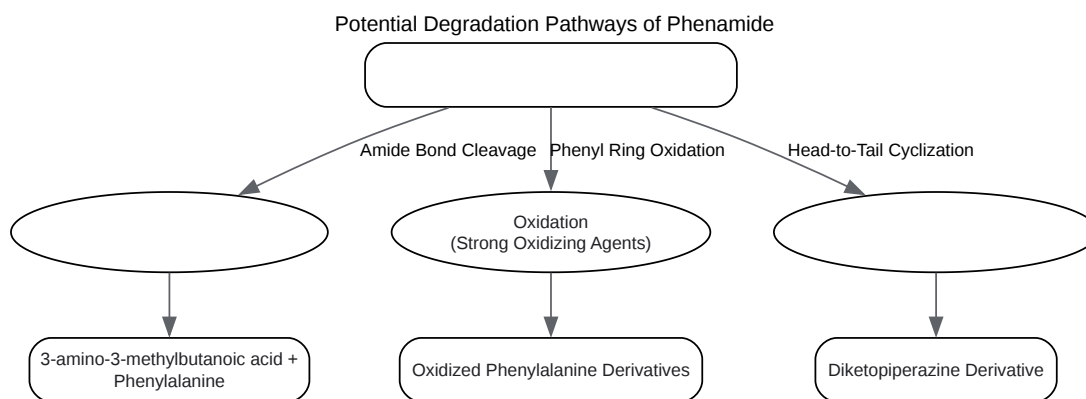 Potential Degradation Pathways of Phenamide
Amide Bond Cleavage
Phenyl Ring Oxidation
Head-to-Tail Cyclization
Oxidation
(Strong Oxidizing Agents)
3-amino-3-methylbutanoic acid +
Phenylalanine
Oxidized Phenylalanine Derivatives
Diketopiperazine Derivative